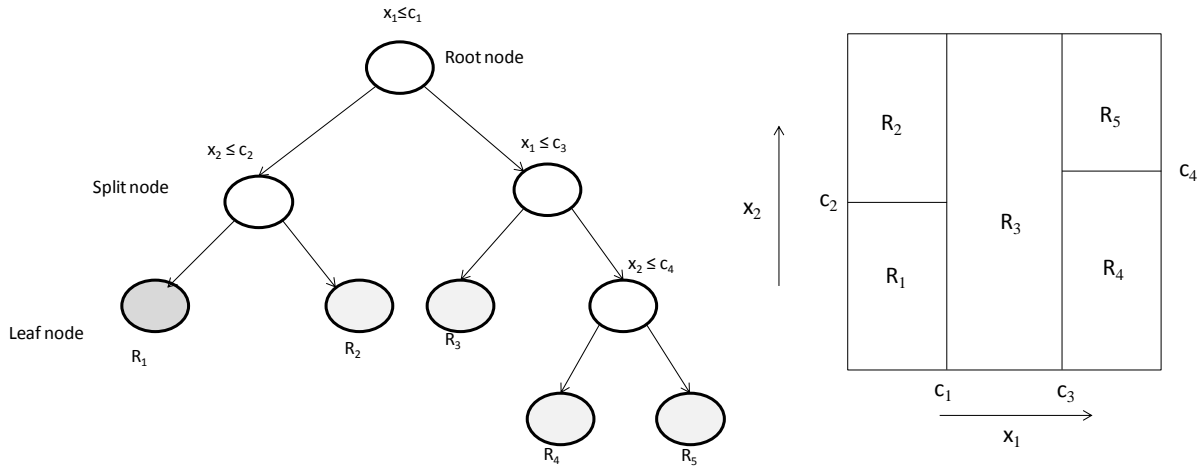 x₁≤c₁
Root node
x₂ ≤ c₂
x₁ ≤ c₃
Split node
x₂ ≤ c₄
Leaf node
R₁
R₂
R₃
R₄
R₅
R₂
R₅
c₄
x₂
c₂
R₃
R₁
R₄
c₁
c₃
x₁